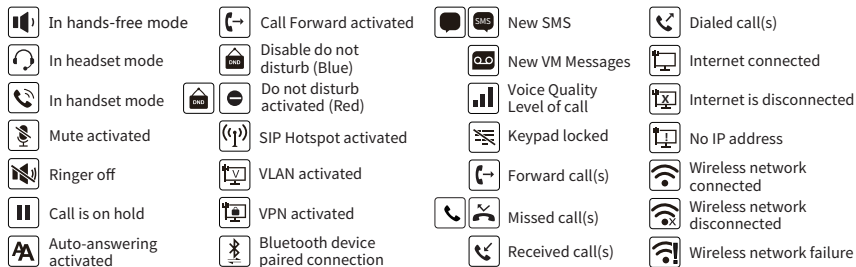 In hands-free mode
In headset mode
In handset mode
Mute activated
Ringer off
Call is on hold
AA
Auto-answering
activated
Call Forward activated
DND
Disable do not
disturb (Blue)
DND
Do not disturb
activated (Red)
SIP Hotspot activated
V
VLAN activated
VPN activated
Bluetooth device
paired connection
SMS
New SMS
New VM Messages
Voice Quality
Level of call
Keypad locked
Forward call(s)
Missed call(s)
Received call(s)
Dialed call(s)
Internet connected
X
Internet is disconnected
!
No IP address
Wireless network
connected
X
Wireless network
disconnected
!
Wireless network failure